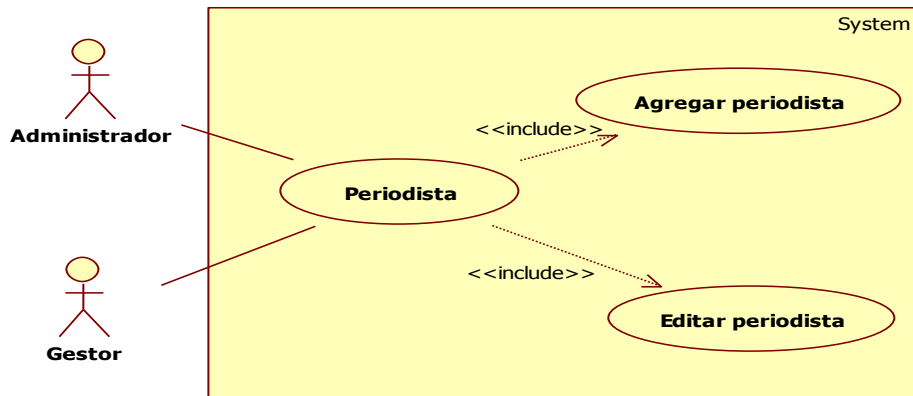 System
Administrador
Agregar periodista
<<include>>
Periodista
<<include>>
Editar periodista
Gestor